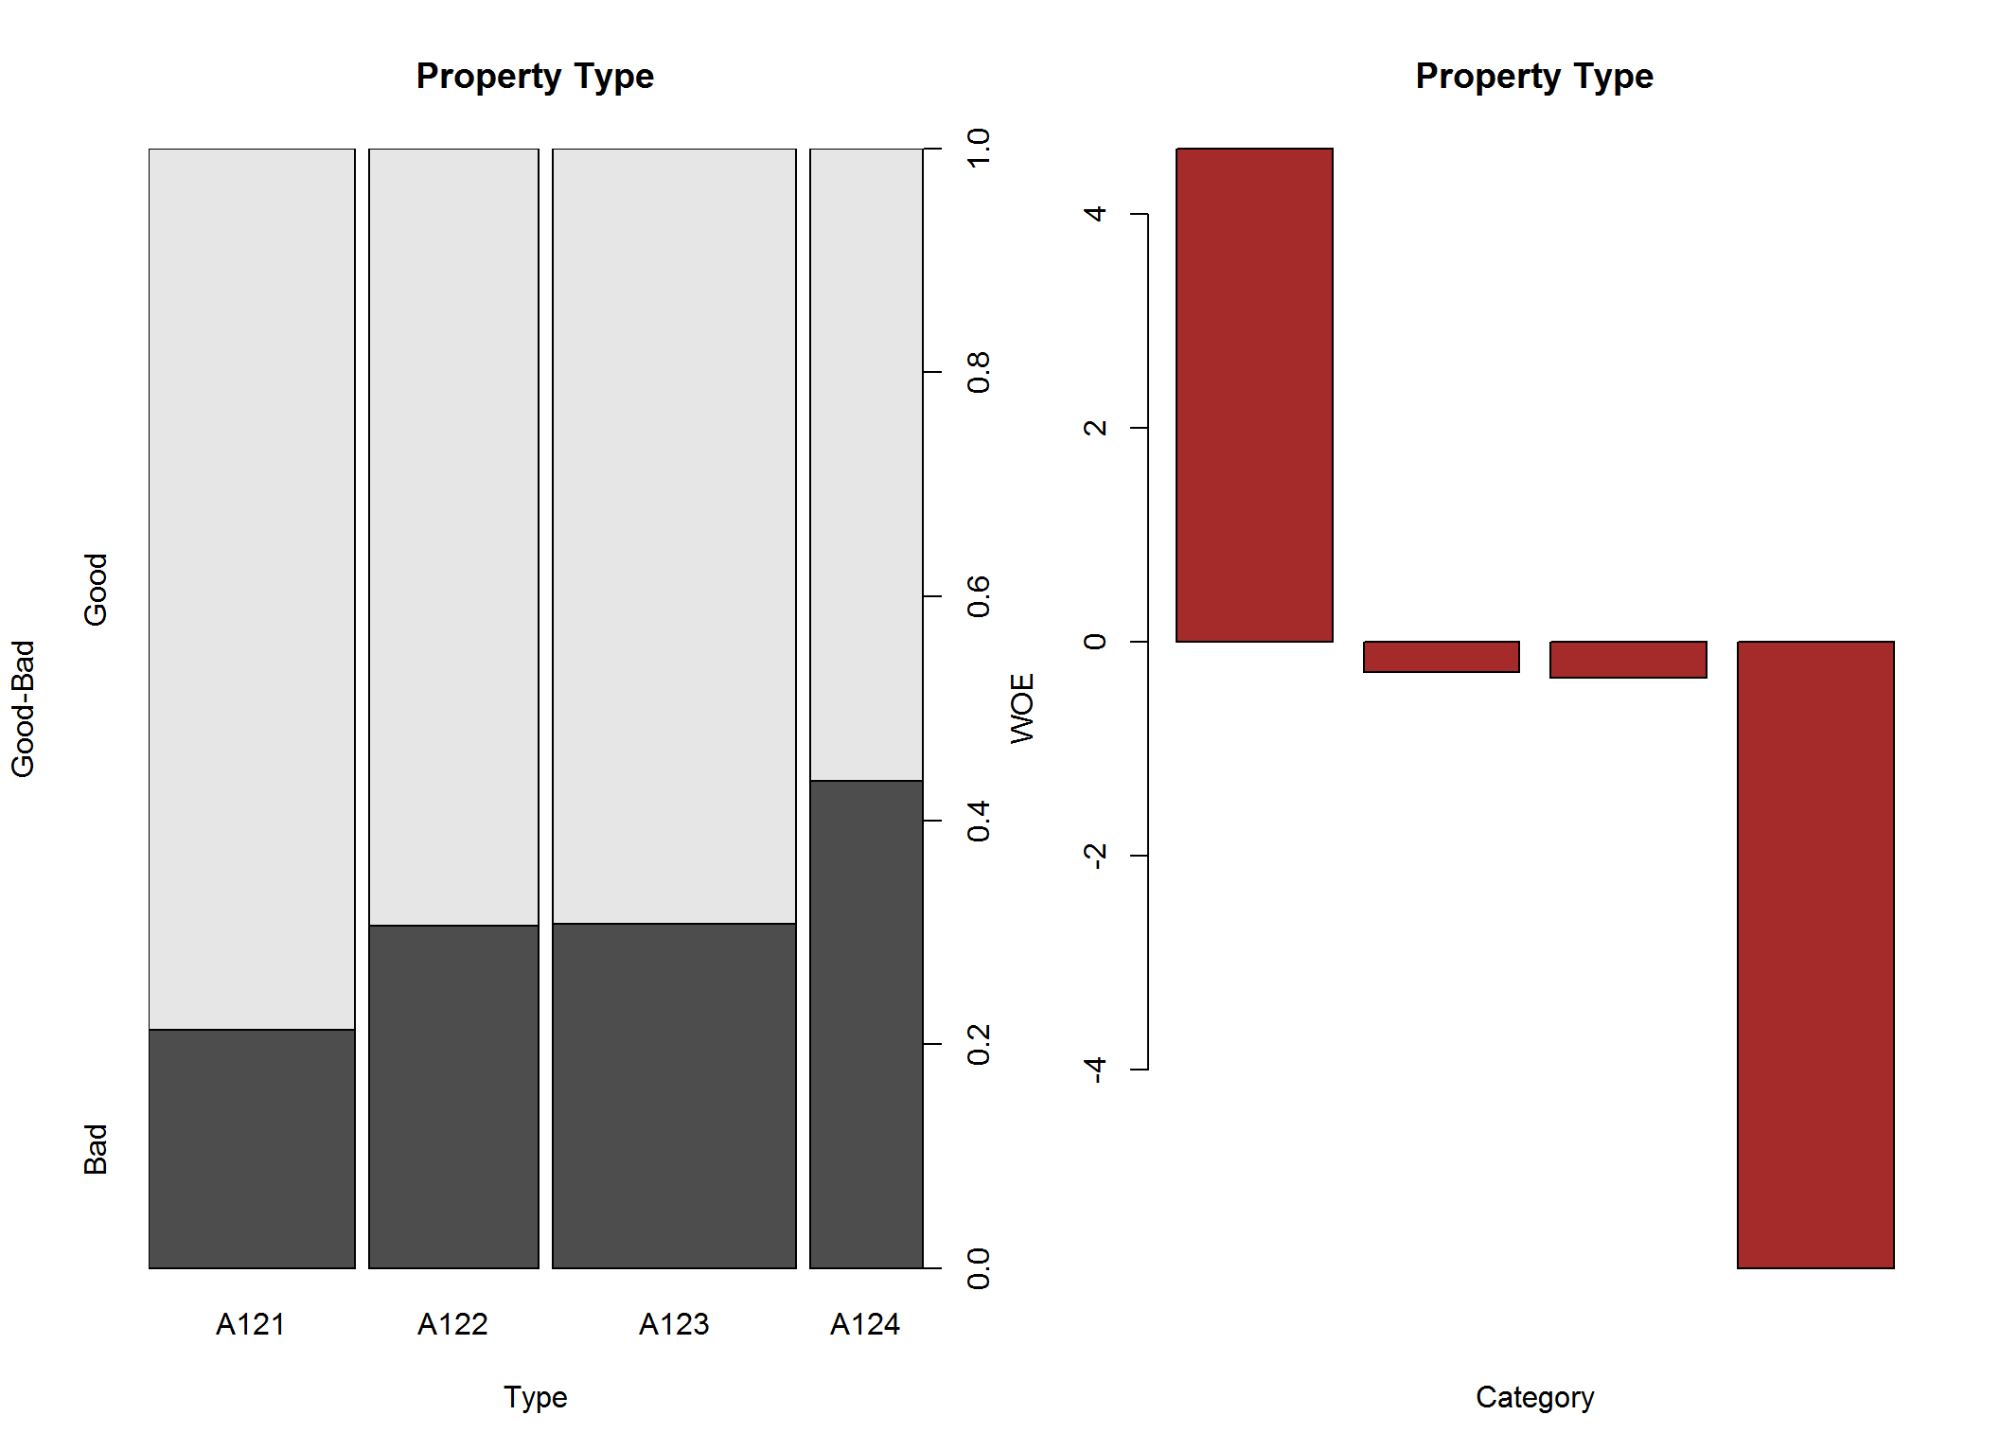 Property Type
Good-Bad
Good
Bad
1.0
0.8
0.6
0.4
0.2
0.0
A121 A122 A123 A124
Type
Property Type
WOE
4
2
0
-2
-4
Category